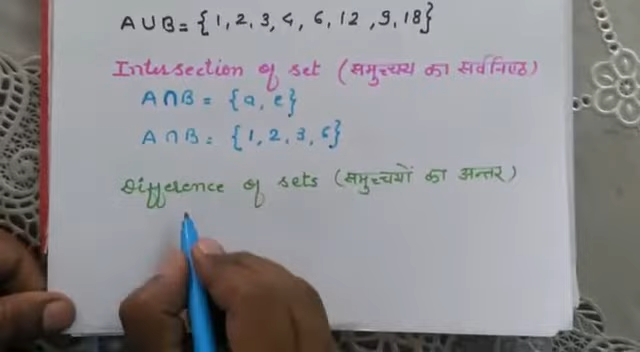 A∪B = {1, 2, 3, 4, 6, 12, 9, 18}
Intersection of set (समुच्चय का सर्वनिष्ठ)
A∩B = {a, e}
A∩B = {1, 2, 3, 6}
Difference of sets (समुच्चयों का अन्तर)